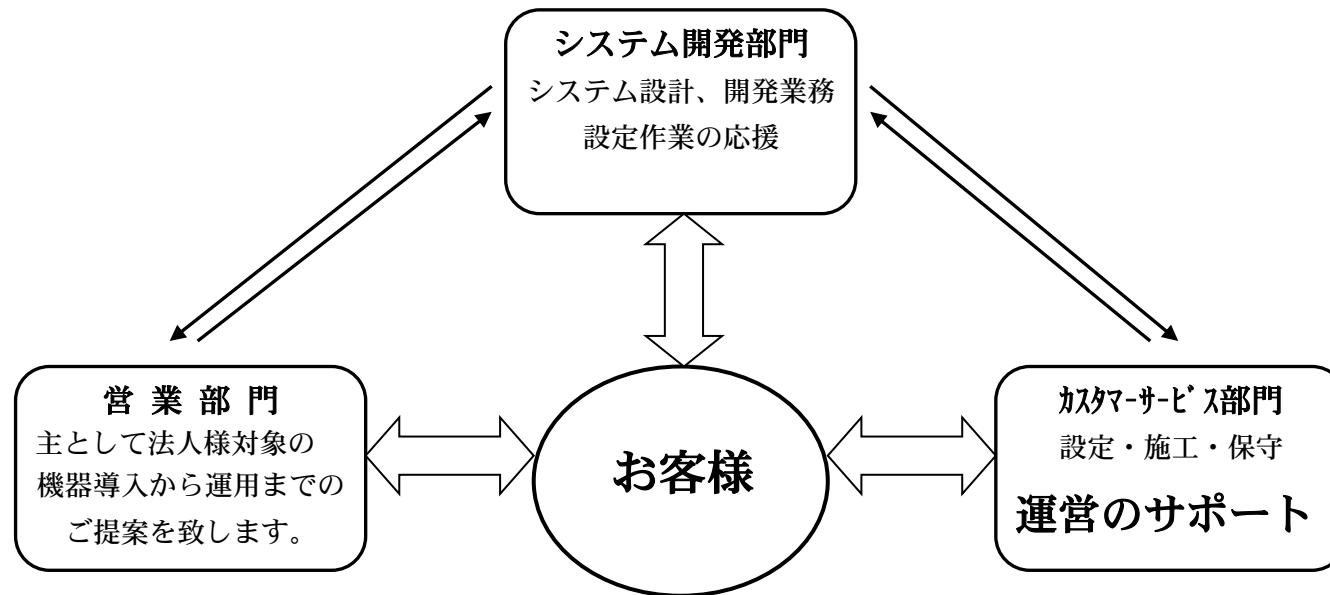 システム開発部門
システム設計、開発業務
設定作業の応援
営 業 部 門
主として法人様対象の
機器導入から運用までの
ご提案を致します。
お客様
ｶｽﾀﾏｰｻｰﾋﾞｽ部門
設定・施工・保守
運営のサポート